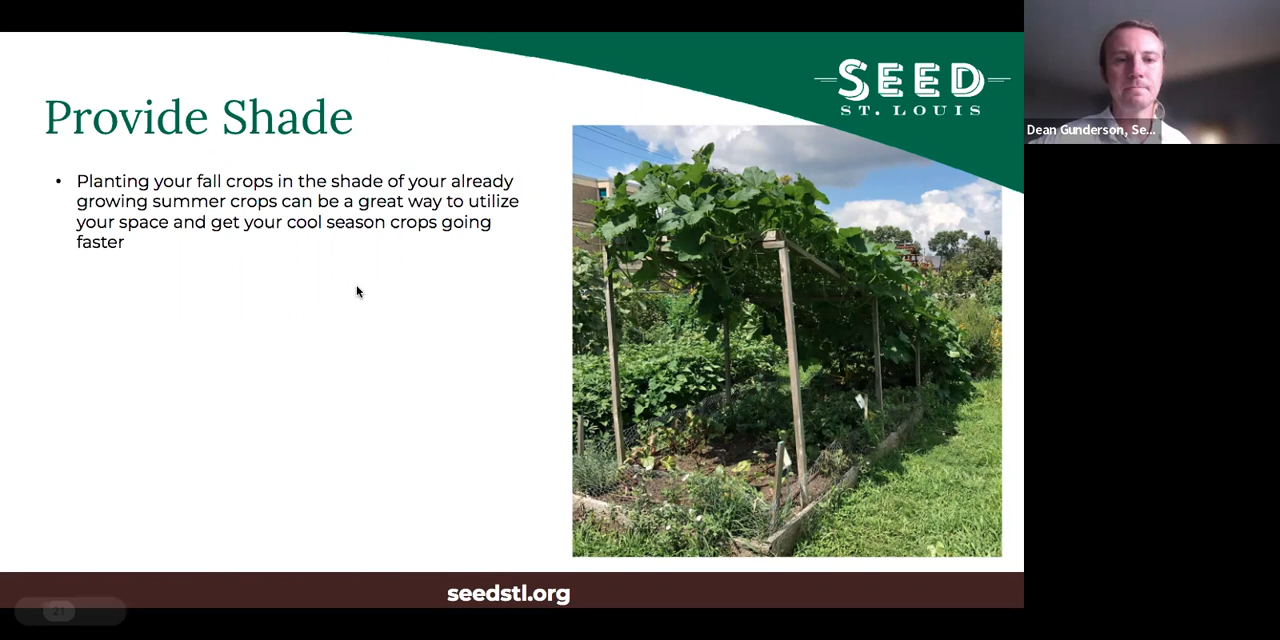 SEED
ST. LOUIS
Provide Shade
• Planting your fall crops in the shade of your already
growing summer crops can be a great way to utilize
your space and get your cool season crops going
faster
Dean Gunderson, Se...
seedstl.org
21